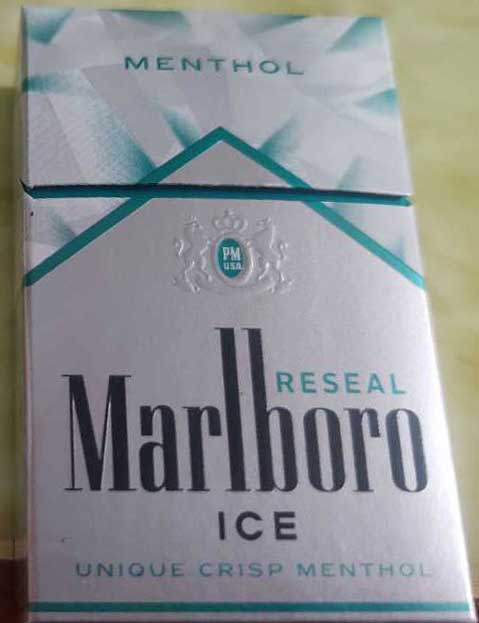 MENTHOL
PM
USA.
RESEAL
Marlboro
ICE
UNIQUE CRISP MENTHOL